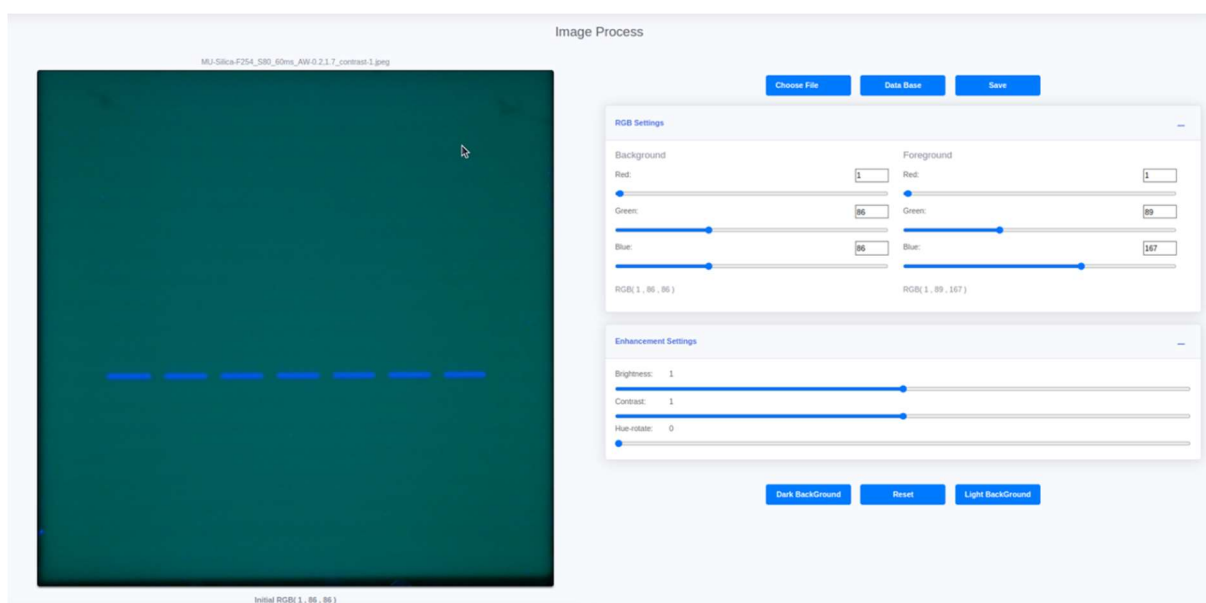 Image Process
MU-Silica-F254_S80_60ms_AW-0.2,1.7_contrast-1.jpeg
Choose File
Data Base
Save
RGB Settings
Background
Red:
1
Green:
86
Blue:
86
RGB( 1 , 86 , 86 )
Foreground
Red:
1
Green:
89
Blue:
167
RGB( 1 , 89 , 167 )
Enhancement Settings
Brightness: 1
Contrast: 1
Hue-rotate: 0
Dark BackGround
Reset
Light BackGround
Initial RGB( 1 , 86 , 86 )